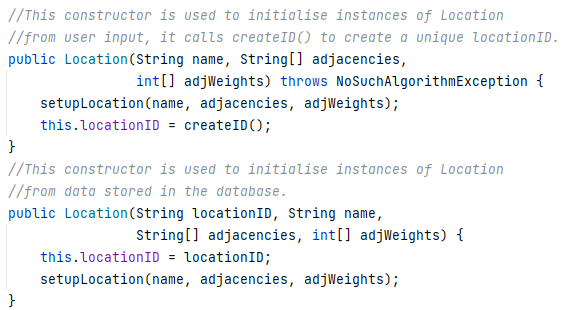 //This constructor is used to initialise instances of Location
//from user input, it calls createID() to create a unique locationID.
public Location(String name, String[] adjacencies,
                int[] adjWeights) throws NoSuchAlgorithmException {
    setupLocation(name, adjacencies, adjWeights);
    this.locationID = createID();
}
//This constructor is used to initialise instances of Location
//from data stored in the database.
public Location(String locationID, String name,
                String[] adjacencies, int[] adjWeights) {
    this.locationID = locationID;
    setupLocation(name, adjacencies, adjWeights);
}